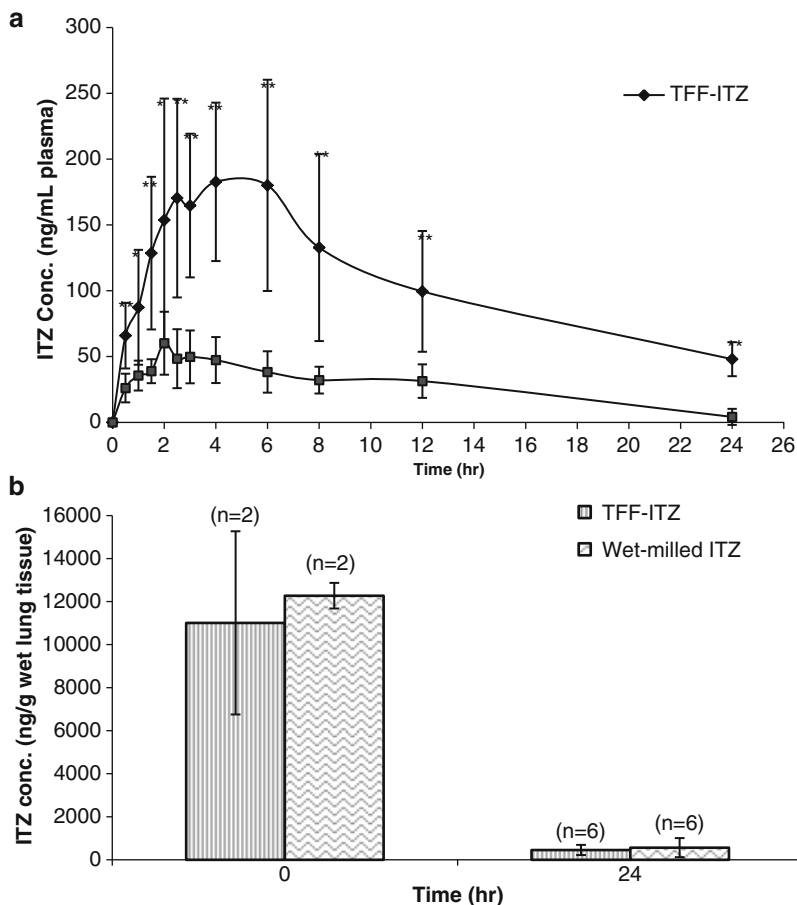 a
300
250
200
150
100
50
0
ITZ Conc. (ng/mL plasma)
** * ** * ** ** ** ** ** ** **
TFF-ITZ
0 2 4 6 8 10 12 14 16 18 20 22 24 26
Time (hr)
b
16000
14000
12000
10000
8000
6000
4000
2000
0
ITZ conc. (ng/g wet lung tissue)
(n=2)
(n=2)
TFF-ITZ
Wet-milled ITZ
(n=6)
(n=6)
0 24
Time (hr)